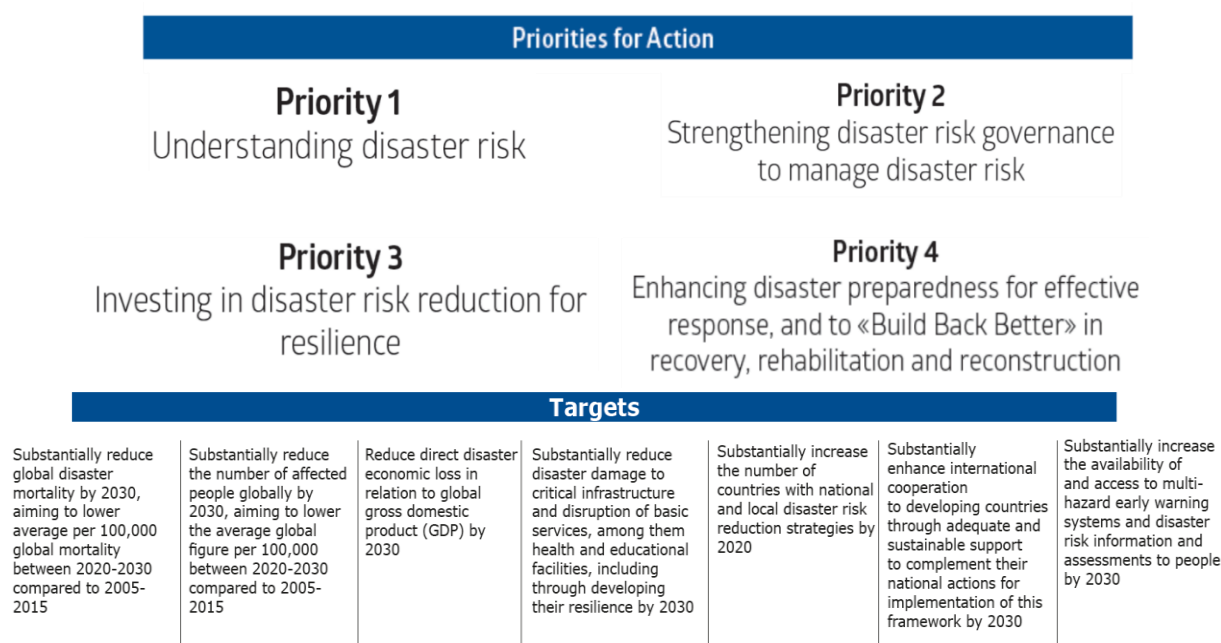 Priorities for Action
Priority 1
Understanding disaster risk
Priority 2
Strengthening disaster risk governance
to manage disaster risk
Priority 3
Investing in disaster risk reduction for
resilience
Priority 4
Enhancing disaster preparedness for effective
response, and to «Build Back Better» in
recovery, rehabilitation and reconstruction
Targets
Substantially reduce
global disaster
mortality by 2030,
aiming to lower
average per 100,000
global mortality
between 2020-2030
compared to 2005-
2015
Substantially reduce
the number of affected
people globally by
2030, aiming to lower
the average global
figure per 100,000
between 2020-2030
compared to 2005-
2015
Reduce direct disaster
economic loss in
relation to global
gross domestic
product (GDP) by
2030
Substantially reduce
disaster damage to
critical infrastructure
and disruption of basic
services, among them
health and educational
facilities, including
through developing
their resilience by 2030
Substantially increase
the number of
countries with national
and local disaster risk
reduction strategies by
2020
Substantially
enhance international
cooperation
to developing countries
through adequate and
sustainable support
to complement their
national actions for
implementation of this
framework by 2030
Substantially increase
the availability of
and access to multi-
hazard early warning
systems and disaster
risk information and
assessments to people
by 2030